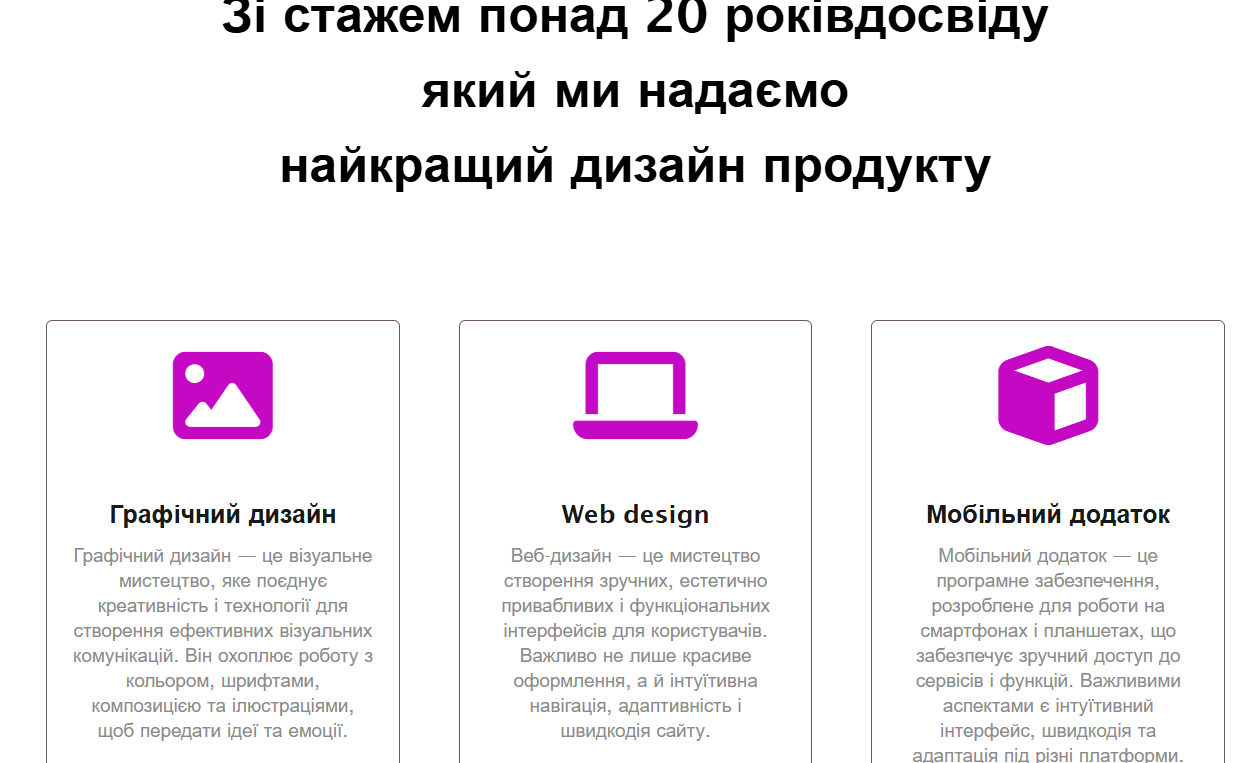 Зі стажем понад 20 роківдосвіду
який ми надаємо
найкращий дизайн продукту
Графічний дизайн
Графічний дизайн — це візуальне
мистецтво, яке поєднує
креативність і технології для
створення ефективних візуальних
комунікацій. Він охоплює роботу з
кольором, шрифтами,
композицією та ілюстраціями,
щоб передати ідеї та емоції.
Web design
Веб-дизайн — це мистецтво
створення зручних, естетично
привабливих і функціональних
інтерфейсів для користувачів.
Важливо не лише красиве
оформлення, а й інтуїтивна
навігація, адаптивність і
швидкодія сайту.
Мобільний додаток
Мобільний додаток — це
програмне забезпечення,
розроблене для роботи на
смартфонах і планшетах, що
забезпечує зручний доступ до
сервісів і функцій. Важливими
аспектами є інтуїтивний
інтерфейс, швидкодія та
адаптація під різні платформи.